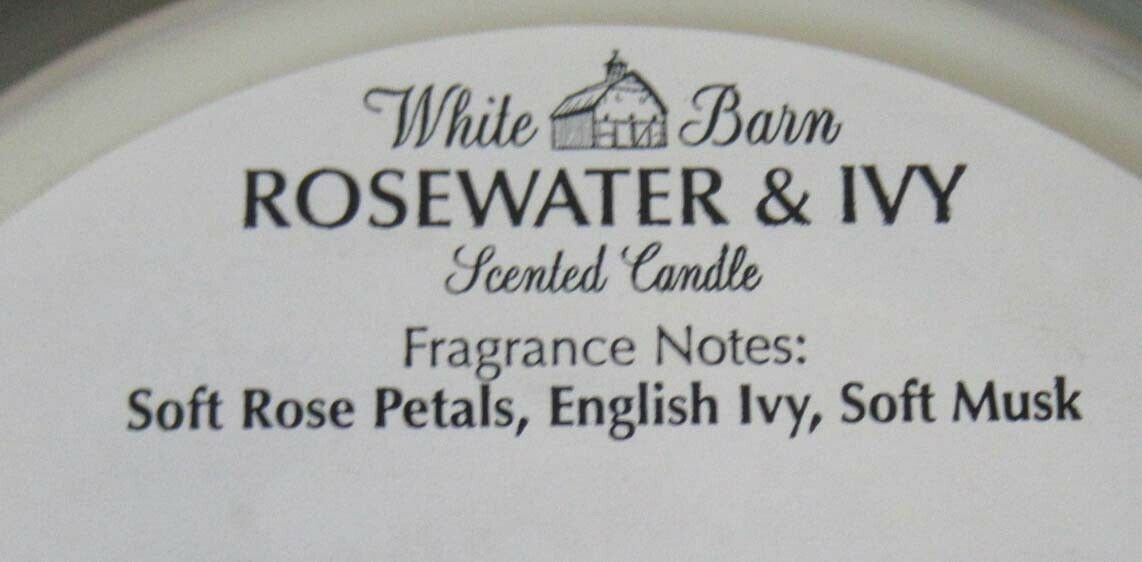 White Barn
ROSEWATER & IVY
Scented Candle
Fragrance Notes:
Soft Rose Petals, English Ivy, Soft Musk